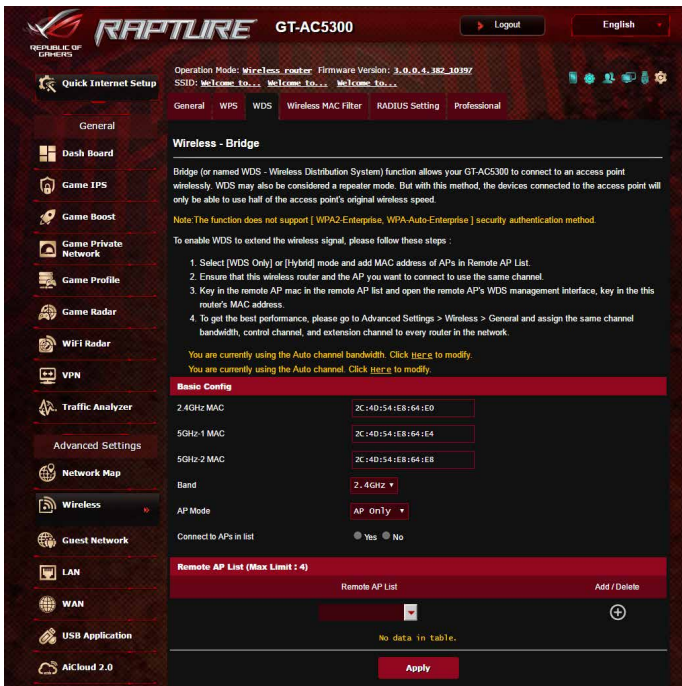 REPUBLIC OF
GAMERS
RAPTURE
GT-AC5300
Logout
English
Quick Internet Setup
Operation Mode: Wireless router Firmware Version: 3.0.0.4.382_10397
SSID: Welcome to... Welcome to... Welcome to...
General WPS WDS Wireless MAC Filter RADIUS Setting Professional
General
Dash Board
Game IPS
Game Boost
Game Private
Network
Game Profile
Game Radar
WiFi Radar
VPN
Traffic Analyzer
Advanced Settings
Network Map
Wireless
Guest Network
LAN
WAN
USB Application
AiCloud 2.0
Wireless - Bridge
Bridge (or named WDS - Wireless Distribution System) function allows your GT-AC5300 to connect to an access point
wirelessly. WDS may also be considered a repeater mode. But with this method, the devices connected to the access point will
only be able to use half of the access point's original wireless speed.
Note:The function does not support [ WPA2-Enterprise, WPA-Auto-Enterprise ] security authentication method.
To enable WDS to extend the wireless signal, please follow these steps :
1. Select [WDS Only] or [Hybrid] mode and add MAC address of APs in Remote AP List.
2. Ensure that this wireless router and the AP you want to connect to use the same channel.
3. Key in the remote AP mac in the remote AP list and open the remote AP's WDS management interface, key in the this
router's MAC address.
4. To get the best performance, please go to Advanced Settings > Wireless > General and assign the same channel
bandwidth, control channel, and extension channel to every router in the network.
You are currently using the Auto channel bandwidth. Click Here to modify.
You are currently using the Auto channel. Click Here to modify.
Basic Config
2.4GHz MAC 2C:4D:54:E8:64:E0
5GHz-1 MAC 2C:4D:54:E8:64:E4
5GHz-2 MAC 2C:4D:54:E8:64:E8
Band 2.4GHz
AP Mode AP Only
Connect to APs in list Yes No
Remote AP List (Max Limit : 4)
Remote AP List Add / Delete
No data in table.
Apply